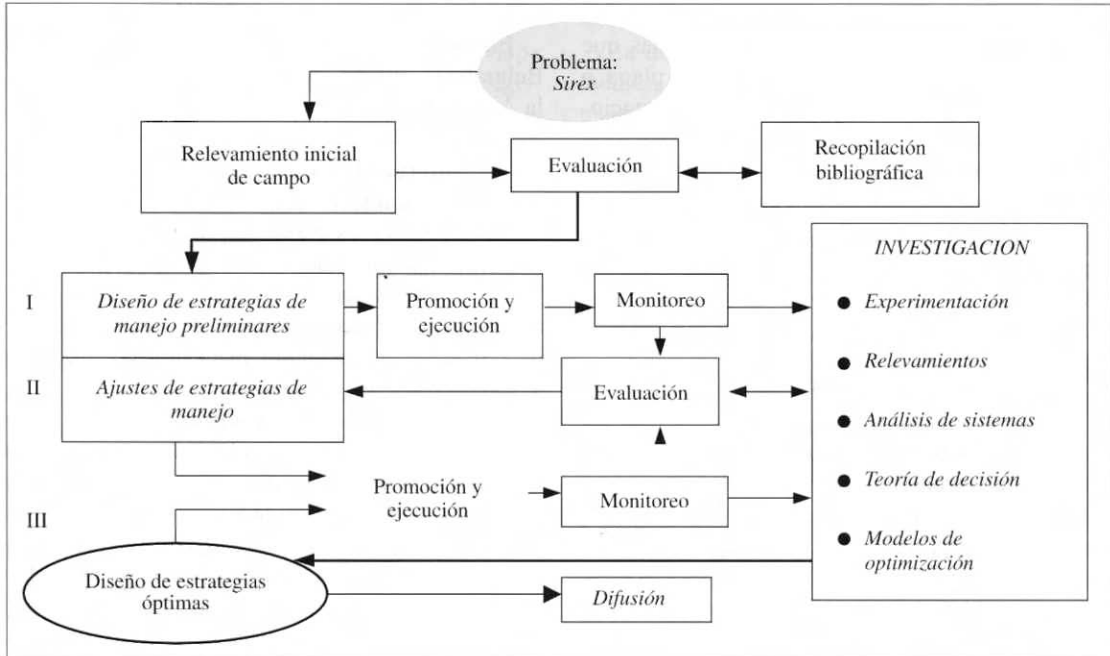 Problema:
Sirex
Relevamiento inicial
de campo
Evaluación
Recopilación
bibliográfica
INVESTIGACION
I
Diseño de estrategias de
manejo preliminares
Promoción y
ejecución
Monitoreo
● Experimentación
● Relevamientos
II
Ajustes de estrategias de
manejo
Evaluación
● Análisis de sistemas
Promoción y
ejecución
Monitoreo
● Teoría de decisión
III
● Modelos de
optimización
Diseño de estrategias
óptimas
Difusión